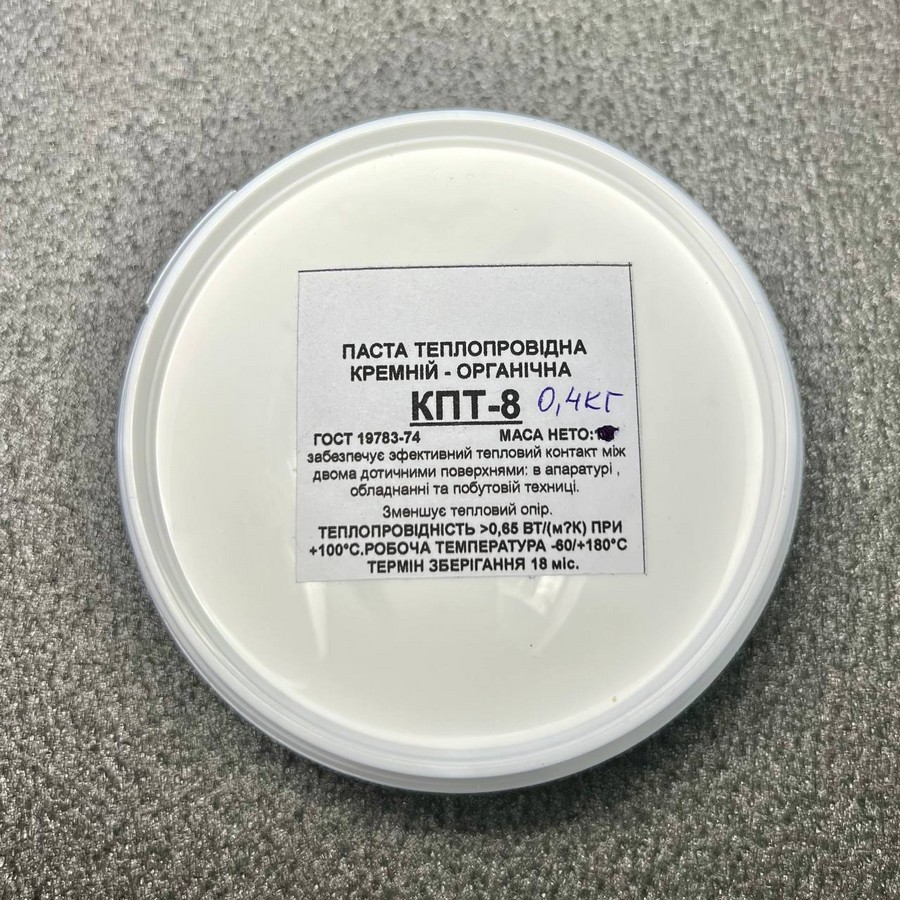 ПАСТА ТЕПЛОПРОВІДНА
КРЕМНІЙ - ОРГАНІЧНА
КПТ-8 0,4кг
ГОСТ 19783-74 МАСА НЕТО:
забезпечує эфективний тепловий контакт між
двома дотичними поверхнями: в апаратурі ,
обладнанні та побутовій техниці.
Зменшує тепловий опір.
ТЕПЛОПРОВІДНІСТЬ >0,65 ВТ/(м?К) ПРИ
+100°С.РОБОЧА ТЕМПЕРАТУРА -60/+180°С
ТЕРМІН ЗБЕРІГАННЯ 18 міс.